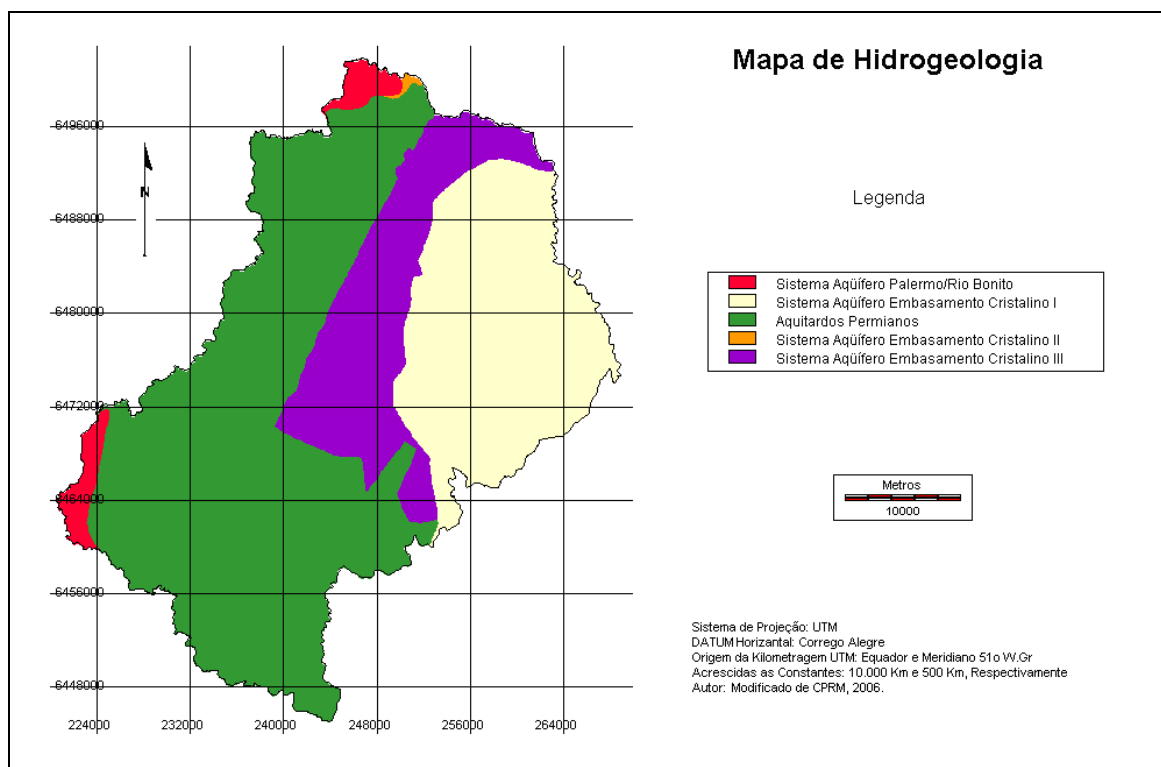 Mapa de Hidrogeologia
6496000
6488000
6480000
6472000
6464000
6456000
6448000
224000 232000 240000 248000 256000 264000
N
Legenda
Sistema Aqüífero Palermo/Rio Bonito
Sistema Aqüífero Embasamento Cristalino I
Aquitardos Permianos
Sistema Aqüífero Embasamento Cristalino II
Sistema Aqüífero Embasamento Cristalino III
Metros
10000
Sistema de Projeção: UTM
DATUM Horizantal: Corrego Alegre
Origem da Kilometragem UTM: Equador e Meridiano 51o W.Gr
Acrescidas as Constantes: 10.000 Km e 500 Km, Respectivamente
Autor: Modificado de CPRM, 2006.